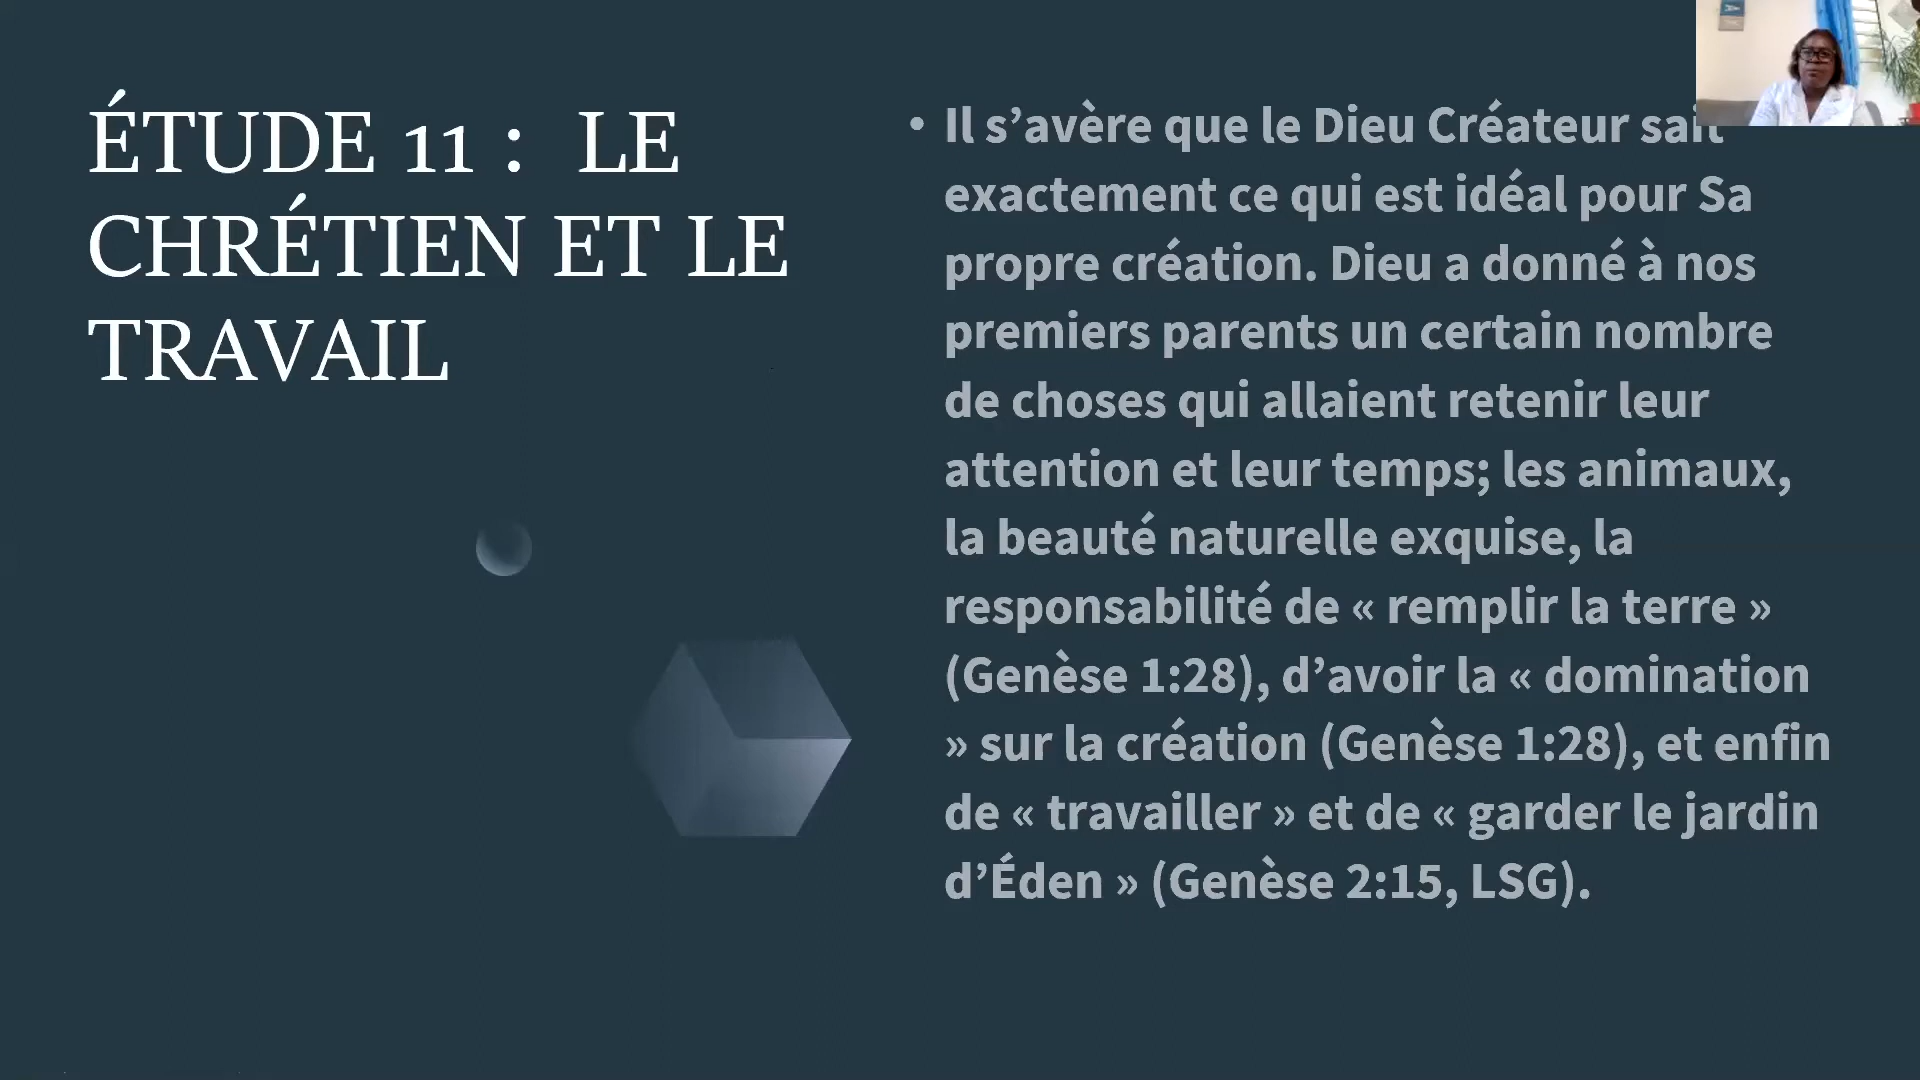 ÉTUDE 11 : LE
CHRÉTIEN ET LE
TRAVAIL
• Il s’avère que le Dieu Créateur sait
exactement ce qui est idéal pour Sa
propre création. Dieu a donné à nos
premiers parents un certain nombre
de choses qui allaient retenir leur
attention et leur temps; les animaux,
la beauté naturelle exquise, la
responsabilité de « remplir la terre »
(Genèse 1:28), d’avoir la « domination
» sur la création (Genèse 1:28), et enfin
de « travailler » et de « garder le jardin
d’Éden » (Genèse 2:15, LSG).